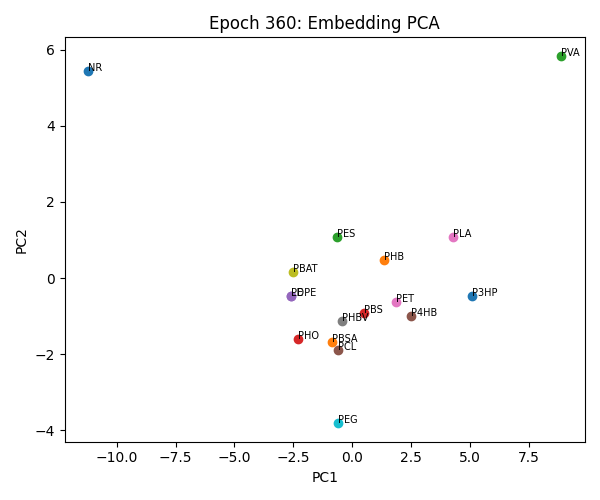 Epoch 360: Embedding PCA
PC2
6
4
2
0
−2
−4
NR
PVA
PES
PLA
PHB
PBAT
LDPE
P3HP
PET
PBS
P4HB
PHBV
PHO
PBSA
PCL
PEG
−10.0
−7.5
−5.0
−2.5
0.0
2.5
5.0
7.5
PC1